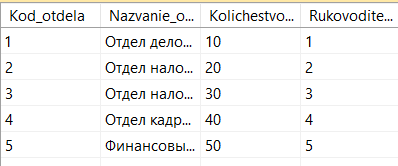 Kod_otdela Nazvanie_o... Kolichestvo... Rukovodite...
1 Отдел дело... 10 1
2 Отдел нало... 20 2
3 Отдел нало... 30 3
4 Отдел кадр... 40 4
5 Финансовы... 50 5